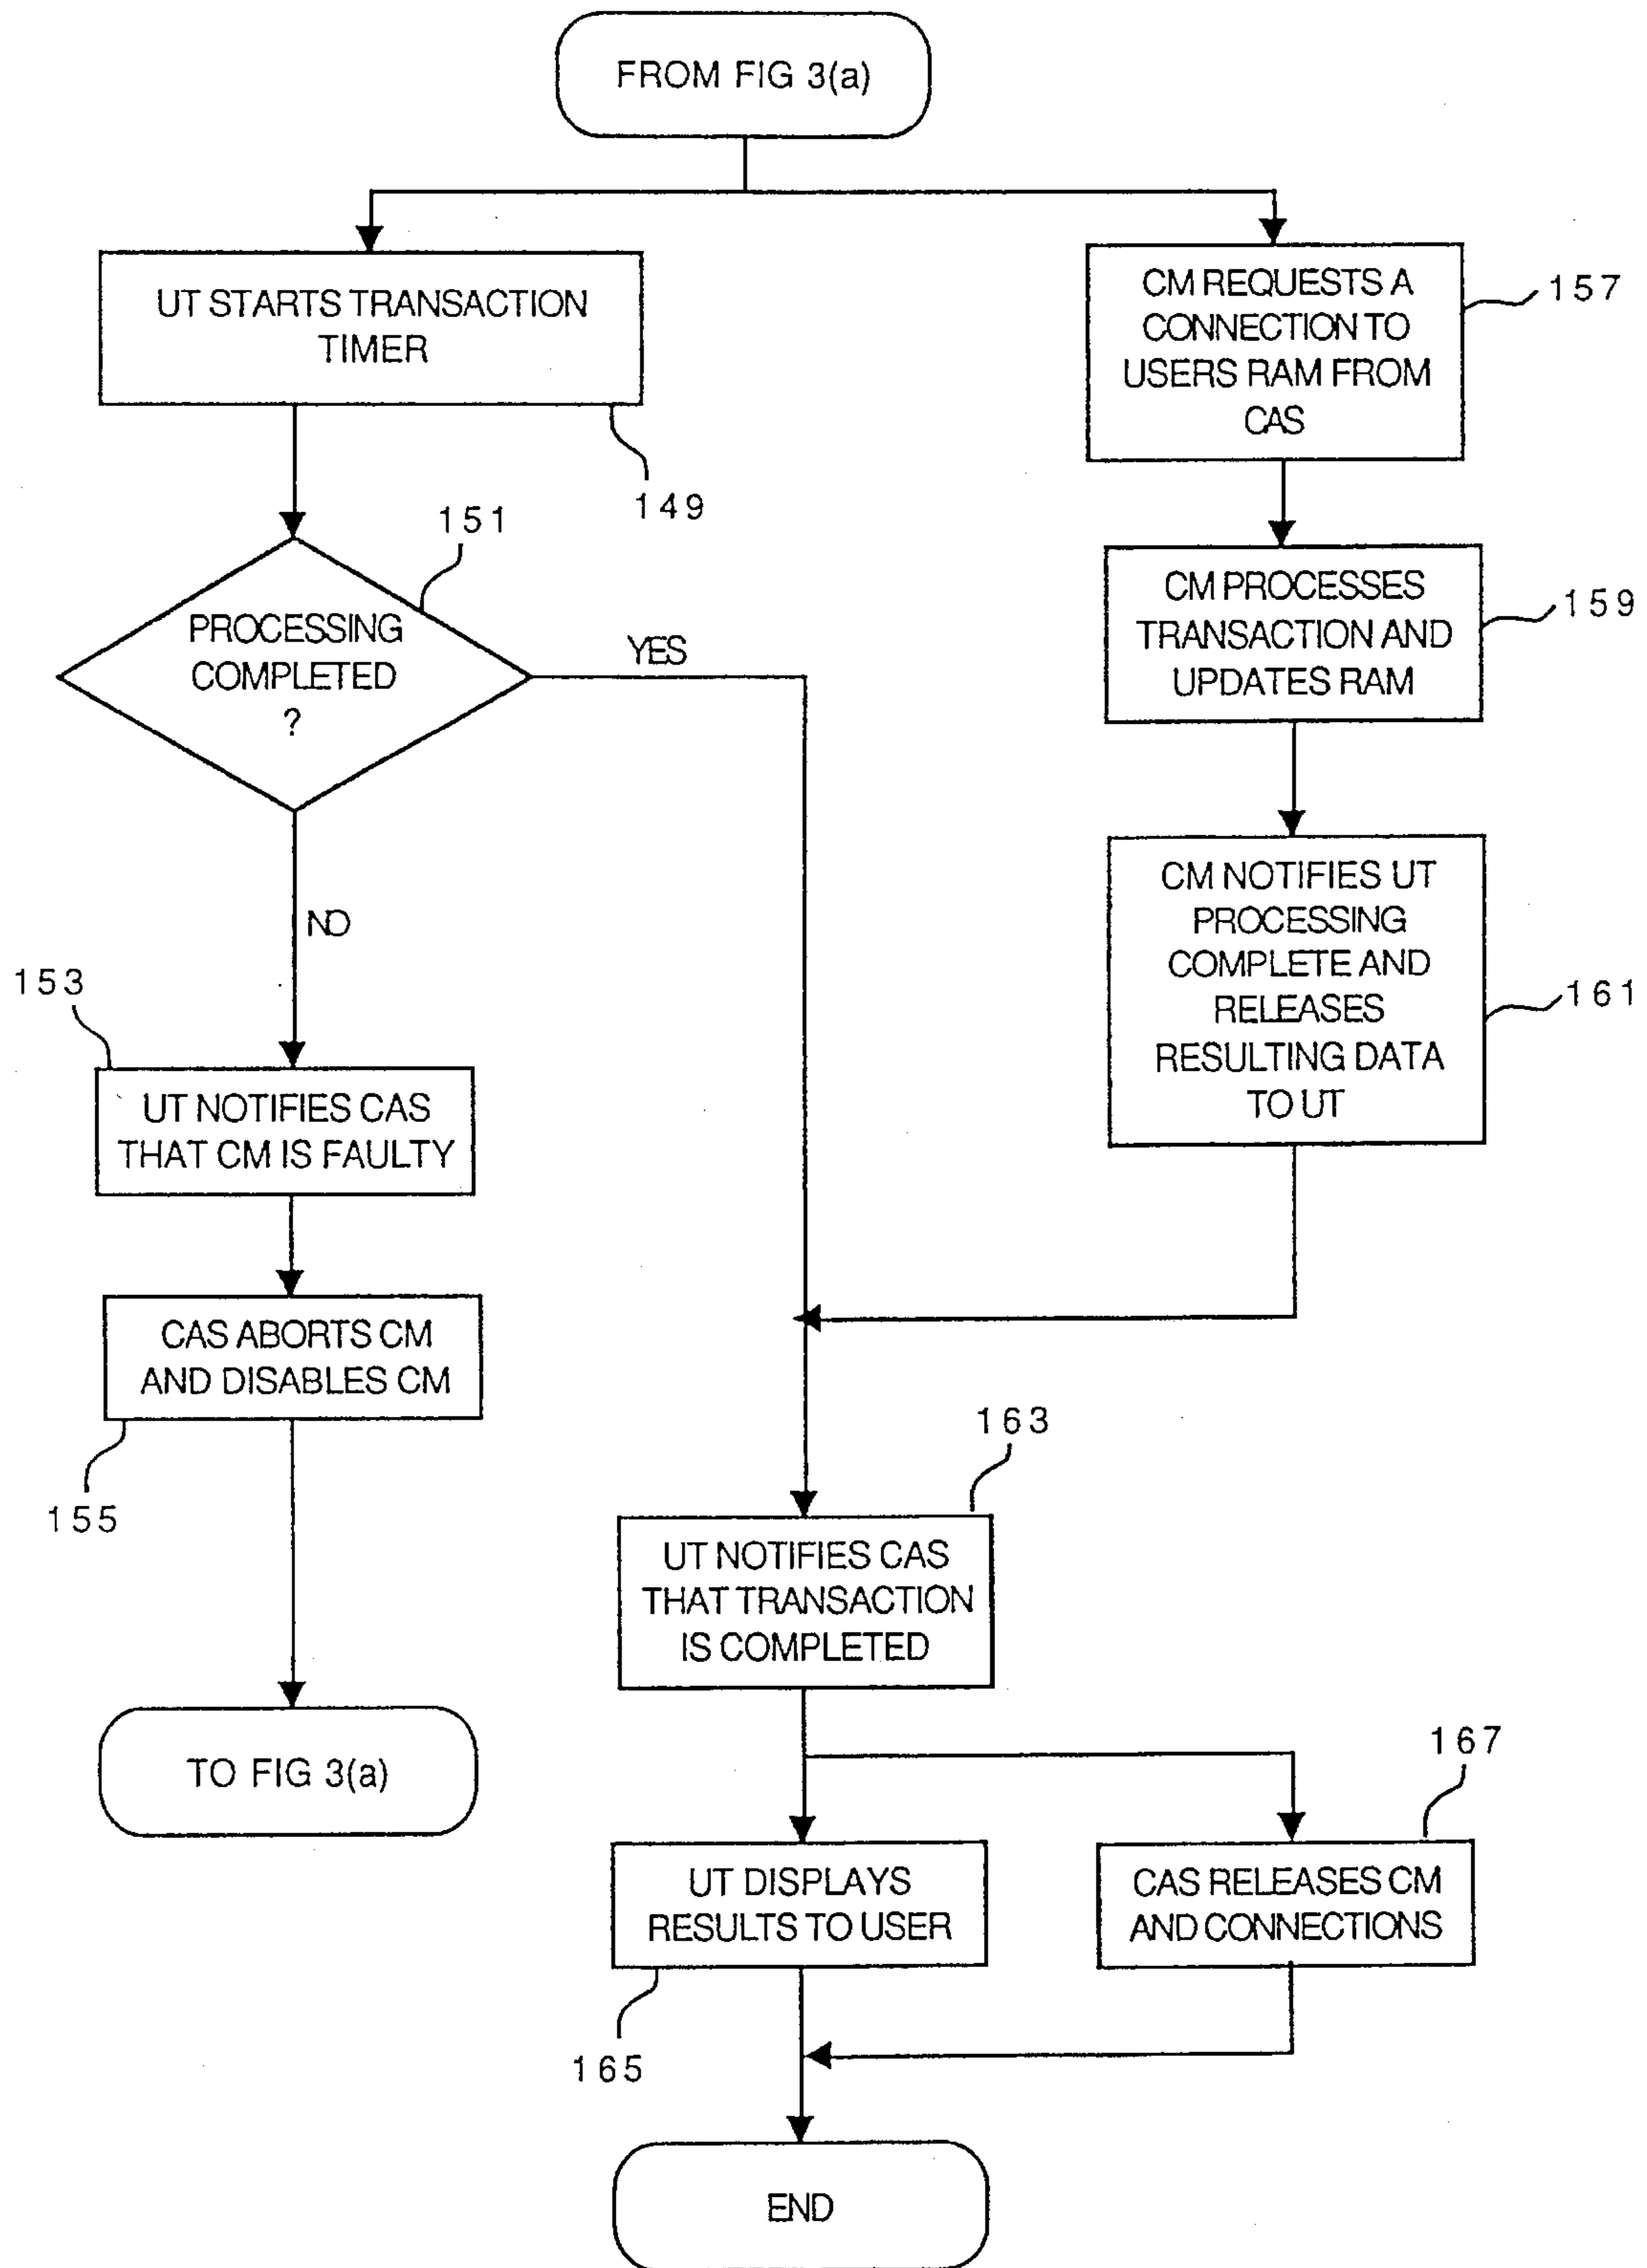 FROM FIG 3(a)
UT STARTS TRANSACTION
TIMER
149
CM REQUESTS A
CONNECTION TO
USERS RAM FROM
CAS
157
151
PROCESSING
COMPLETED
?
YES
NO
CM PROCESSES
TRANSACTION AND
UPDATES RAM
159
CM NOTIFIES UT
PROCESSING
COMPLETE AND
RELEASES
RESULTING DATA
TO UT
161
153
UT NOTIFIES CAS
THAT CM IS FAULTY
CAS ABORTS CM
AND DISABLES CM
155
TO FIG 3(a)
163
UT NOTIFIES CAS
THAT TRANSACTION
IS COMPLETED
167
UT DISPLAYS
RESULTS TO USER
165
CAS RELEASES CM
AND CONNECTIONS
END